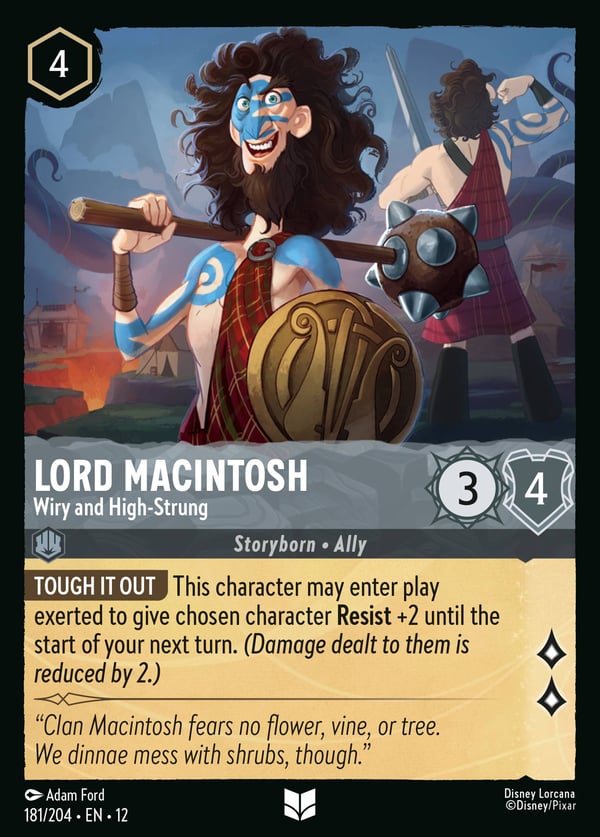 4
LORD MACINTOSH
Wiry and High-Strung
3
4
Storyborn • Ally
TOUGH IT OUT This character may enter play
exerted to give chosen character Resist +2 until the
start of your next turn. (Damage dealt to them is
reduced by 2.)
“Clan Macintosh fears no flower, vine, or tree.
We dinnae mess with shrubs, though.”
Adam Ford
181/204 • EN • 12
Disney Lorcana
©Disney/Pixar